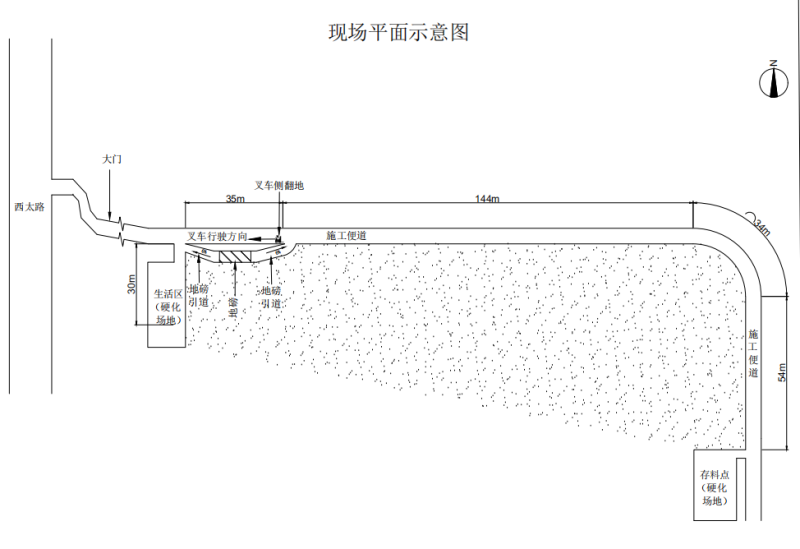 现场平面示意图
N
大门
西太路
35m
叉车侧翻地
144m
34m
叉车行驶方向
施工便道
30m
生活区
（硬化
场地）
地磅
引道
地磅
地磅
引道
施工便道
54m
存料点
（硬化
场地）